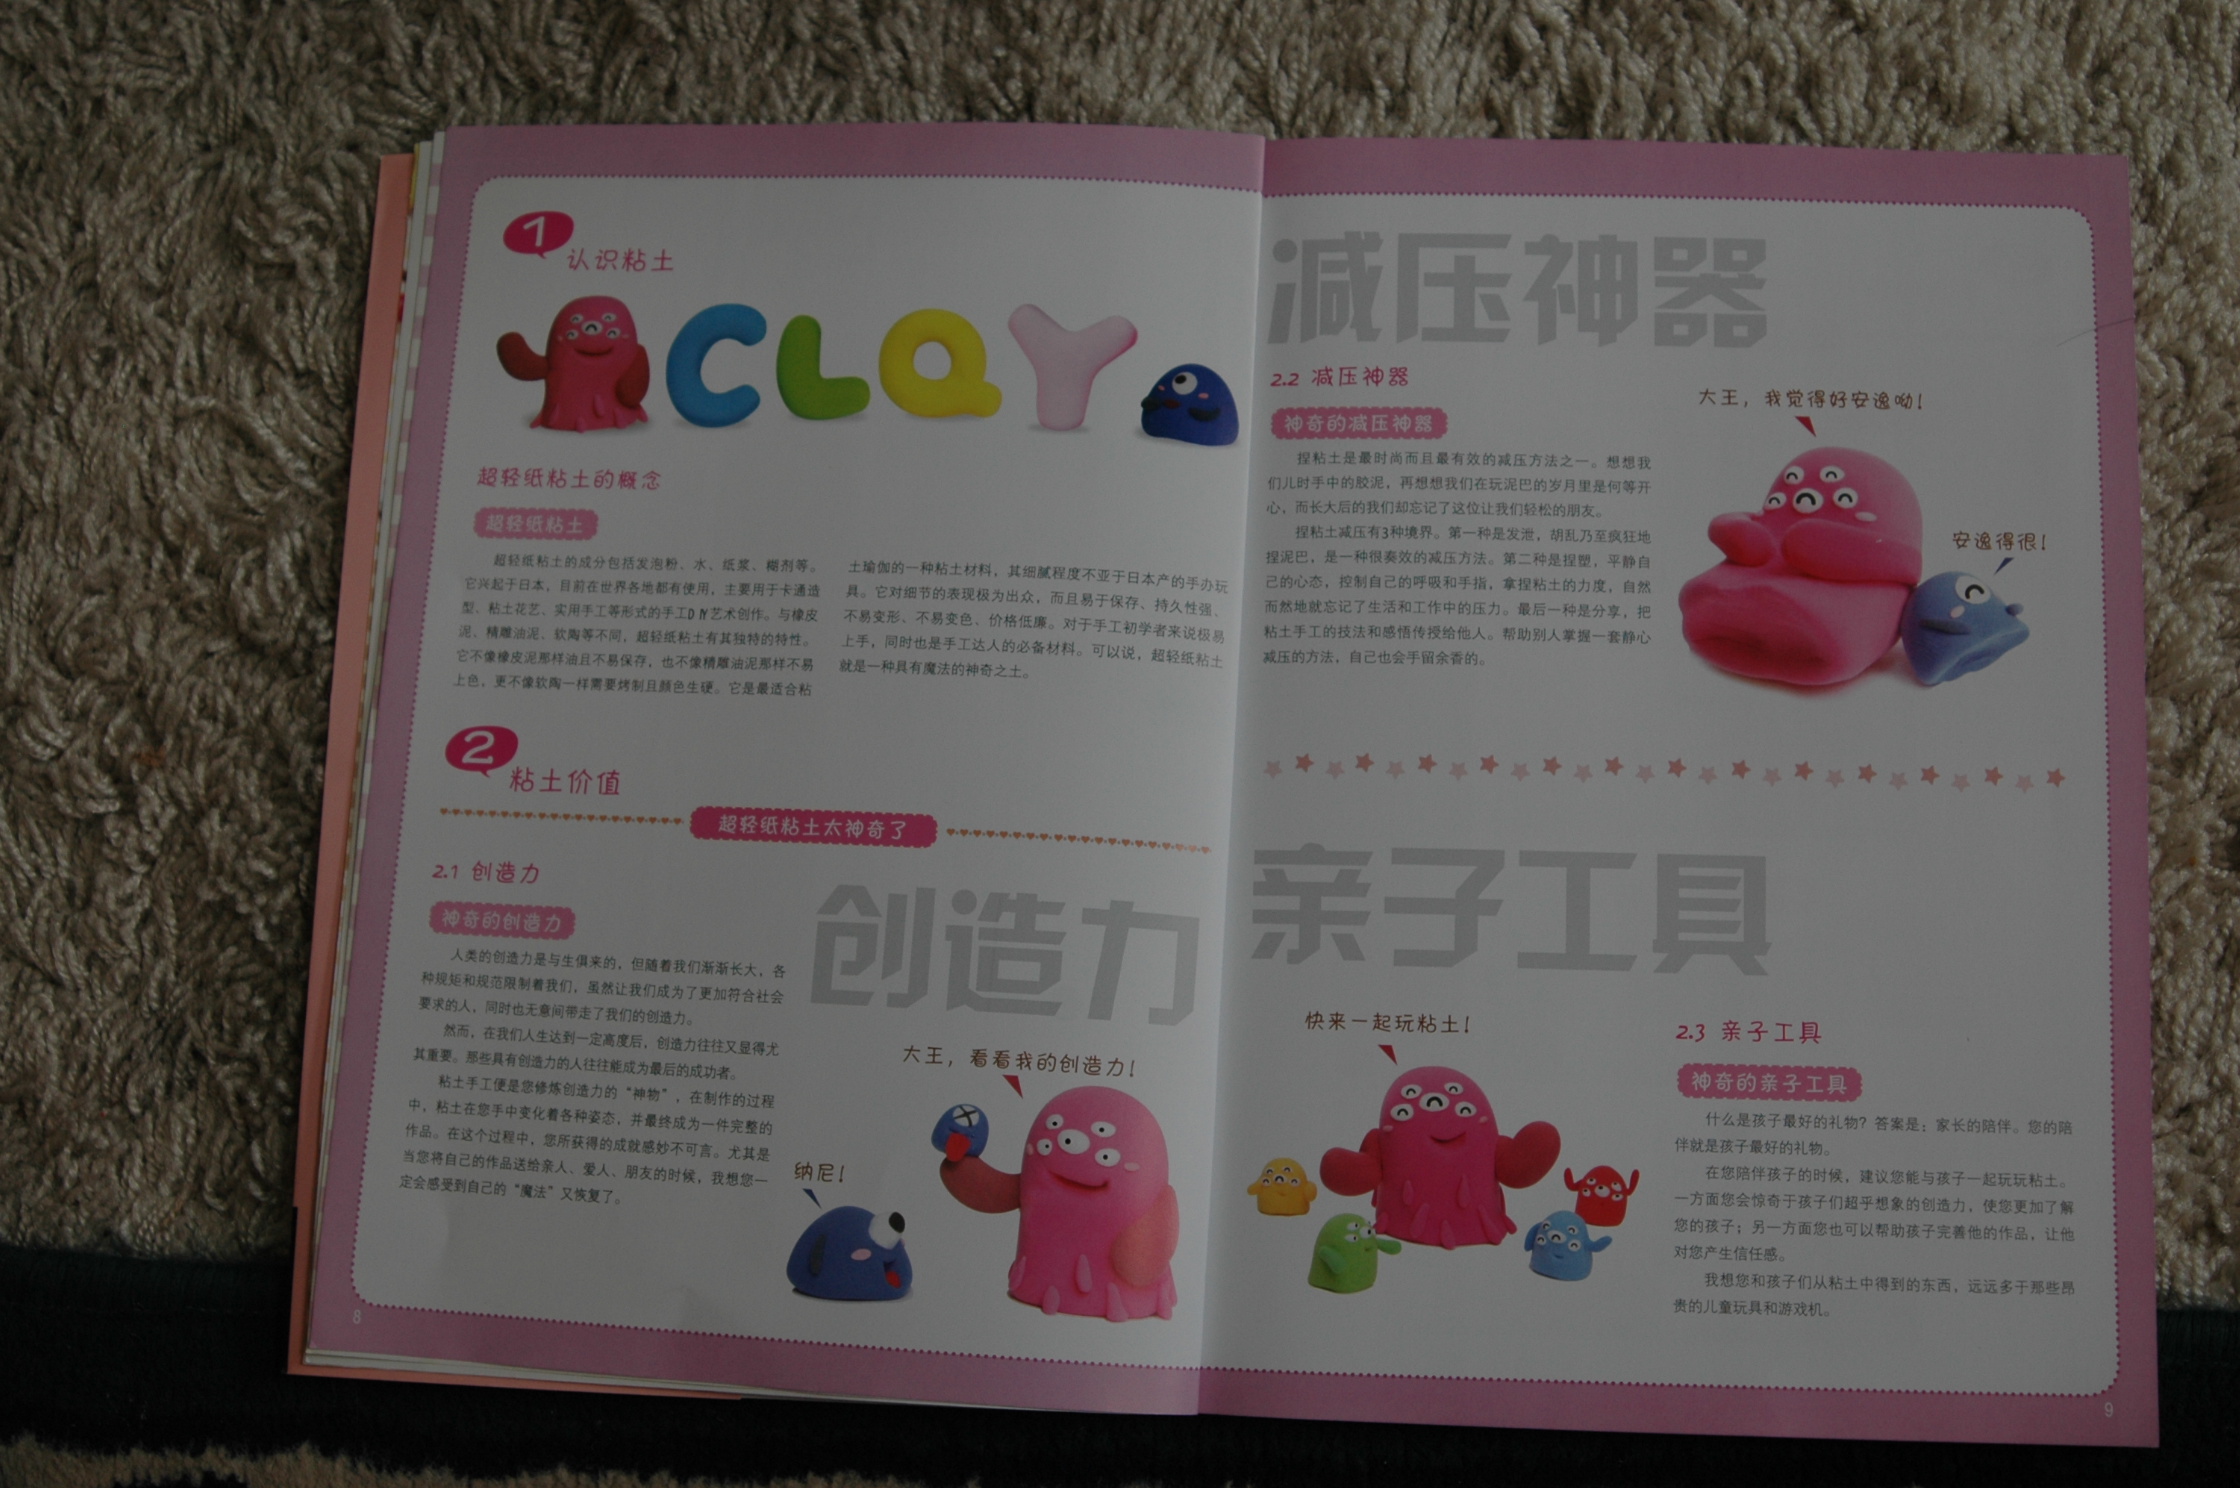 1 认识粘土
CLAY
超轻纸粘土的概念
超轻纸粘土
超轻纸粘土的成分包括发泡粉、水、纸浆、糊剂等。
它兴起于日本，目前在世界各地都有使用，主要用于卡通造
型、粘土花艺、实用手工等形式的手工DIY艺术创作。与橡皮
泥、精雕油泥、软陶等不同，超轻纸粘土有其独特的特性。
它不像橡皮泥那样油且不易保存，也不像精雕油泥那样不易
上色，更不像软陶一样需要烤制且颜色生硬。它是最适合粘
土瑜伽的一种粘土材料，其细腻程度不亚于日本产的手办玩
具。它对细节的表现极为出众，而且易于保存、持久性强、
不易变形、不易变色、价格低廉。对于手工初学者来说极易
上手，同时也是手工达人的必备材料。可以说，超轻纸粘土
就是一种具有魔法的神奇之土。
2 粘土价值
超轻纸粘土太神奇了
2.1 创造力
创造力
神奇的创造力
人类的创造力是与生俱来的，但随着我们渐渐长大，各
种规矩和规范限制着我们，虽然让我们成为了更加符合社会
要求的人，同时也无意间带走了我们的创造力。
然而，在我们人生达到一定高度后，创造力往往又显得尤
其重要。那些具有创造力的人往往能成为最后的成功者。
粘土手工便是您修炼创造力的“神物”，在制作的过程
中，粘土在您手中变化着各种姿态，并最终成为一件完整的
作品。在这个过程中，您所获得的成就感妙不可言。尤其是
当您将自己的作品送给亲人、爱人、朋友的时候，我想您一
定会感受到自己的“魔法”又恢复了。
大王，看看我的创造力！
纳尼！
8
减压神器
2.2 减压神器
神奇的减压神器
捏粘土是最时尚而且最有效的减压方法之一。想想我
们儿时手中的胶泥，再想想我们在玩泥巴的岁月里是何等开
心，而长大后的我们却忘记了这位让我们轻松的朋友。
捏粘土减压有3种境界。第一种是发泄，胡乱乃至疯狂地
捏泥巴，是一种很奏效的减压方法。第二种是捏塑，平静自
己的心态，控制自己的呼吸和手指，拿捏粘土的力度，自然
而然地就忘记了生活和工作中的压力。最后一种是分享，把
粘土手工的技法和感悟传授给他人。帮助别人掌握一套静心
减压的方法，自己也会手留余香的。
大王，我觉得好安逸呦！
安逸得很！
亲子工具
快来一起玩粘土！
2.3 亲子工具
神奇的亲子工具
什么是孩子最好的礼物？答案是：家长的陪伴。您的陪
伴就是孩子最好的礼物。
在您陪伴孩子的时候，建议您能与孩子一起玩玩粘土。
一方面您会惊奇于孩子们超乎想象的创造力，使您更加了解
您的孩子；另一方面您也可以帮助孩子完善他的作品，让他
对您产生信任感。
我想您和孩子们从粘土中得到的东西，远远多于那些昂
贵的儿童玩具和游戏机。
9